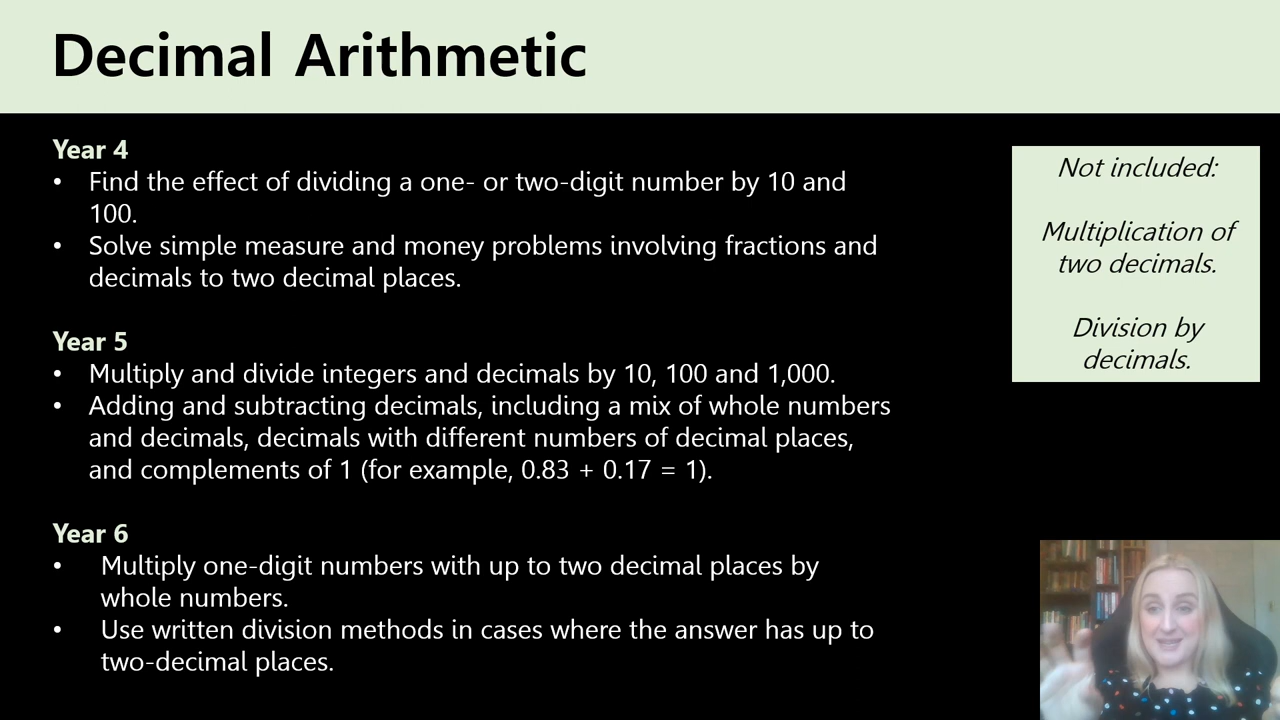 Decimal Arithmetic
Year 4
• Find the effect of dividing a one- or two-digit number by 10 and
100.
• Solve simple measure and money problems involving fractions and
decimals to two decimal places.
Year 5
• Multiply and divide integers and decimals by 10, 100 and 1,000.
• Adding and subtracting decimals, including a mix of whole numbers
and decimals, decimals with different numbers of decimal places,
and complements of 1 (for example, 0.83 + 0.17 = 1).
Year 6
• Multiply one-digit numbers with up to two decimal places by
whole numbers.
• Use written division methods in cases where the answer has up to
two-decimal places.
Not included:
Multiplication of
two decimals.
Division by
decimals.